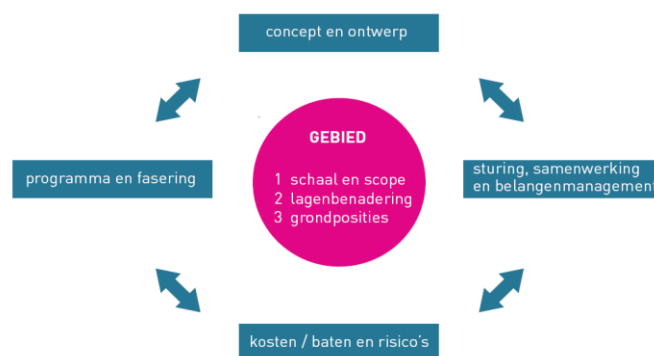 concept en ontwerp
GEBIED
1 schaal en scope
2 lagenbadering
3 grondposities
programma en fasering
sturing, samenwerking
en belangenmanagement
kosten / baten en risico's